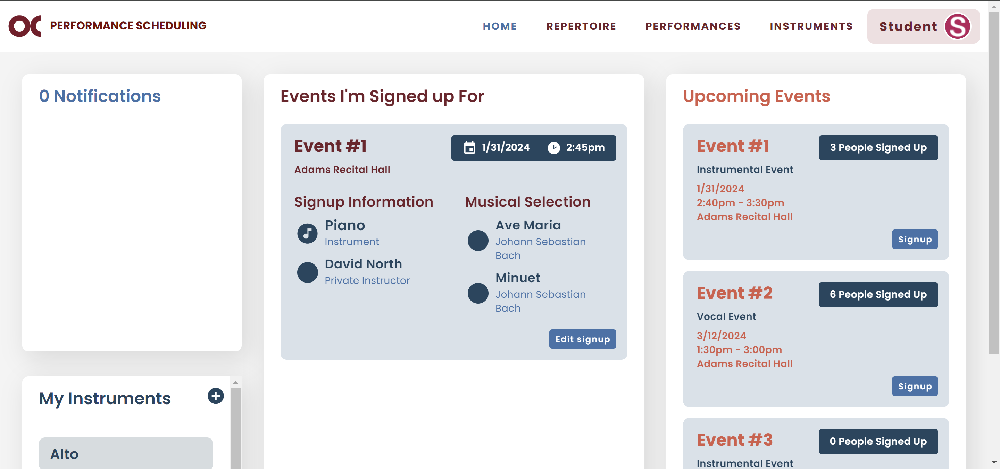 OC PERFORMANCE SCHEDULING
HOME
REPERTOIRE
PERFORMANCES
INSTRUMENTS
Student
S
0 Notifications
My Instruments
Alto
Events I'm Signed up For
Event #1
1/31/2024
2:45pm
Adams Recital Hall
Signup Information
Piano
Instrument
David North
Private Instructor
Musical Selection
Ave Maria
Johann Sebastian
Bach
Minuet
Johann Sebastian
Bach
Edit signup
Upcoming Events
Event #1
3 People Signed Up
Instrumental Event
1/31/2024
2:40pm - 3:30pm
Adams Recital Hall
Signup
Event #2
6 People Signed Up
Vocal Event
3/12/2024
1:30pm - 3:00pm
Adams Recital Hall
Signup
Event #3
0 People Signed Up
Instrumental Event